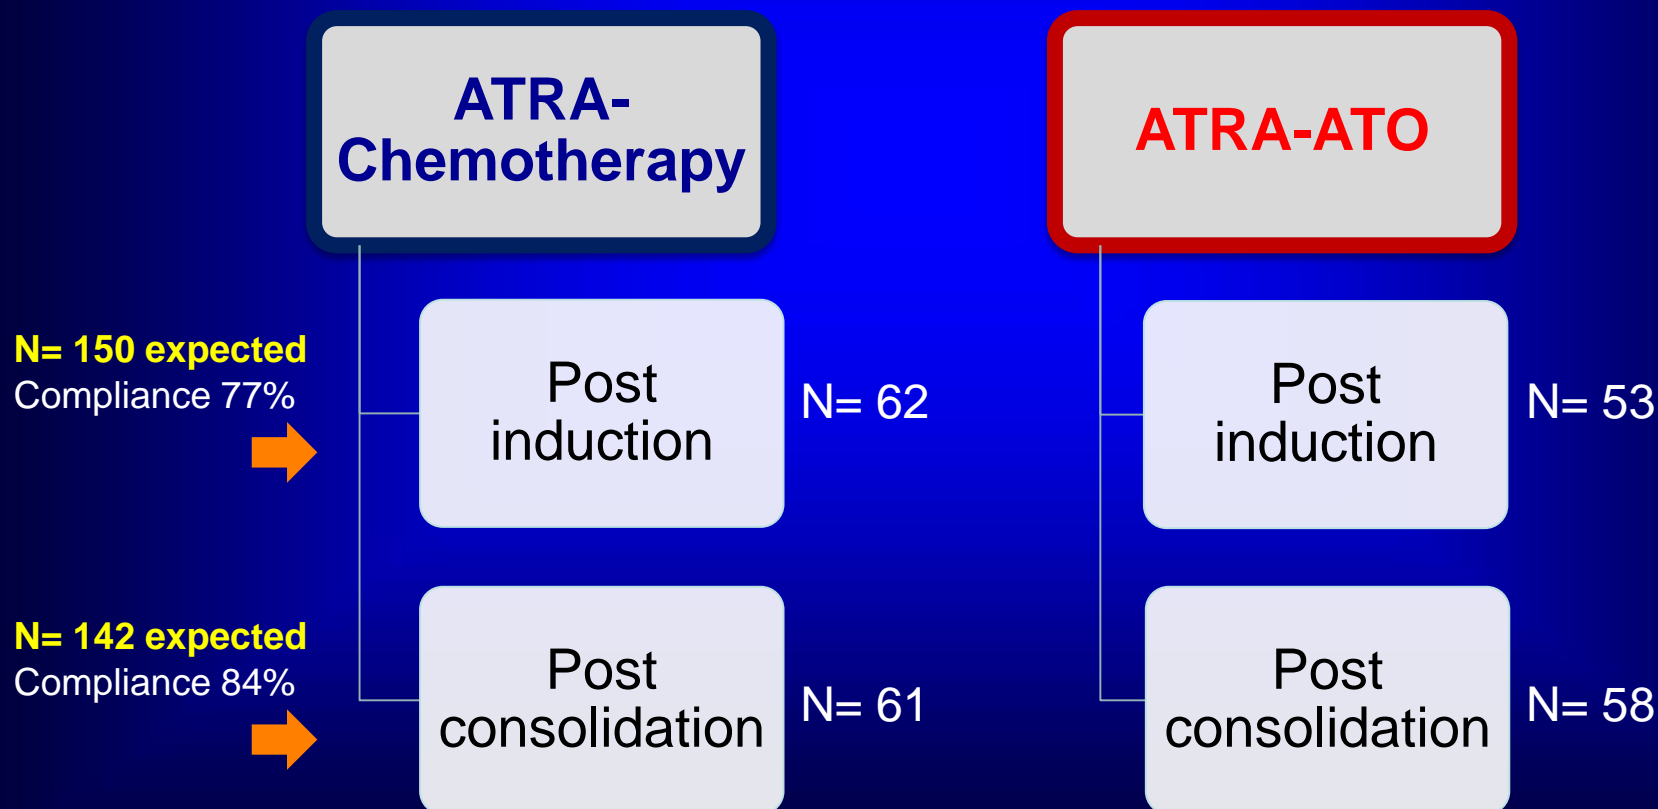 ATRA-
Chemotherapy
ATRA-ATO
N= 150 expected
Compliance 77%
Post
induction
N= 62
Post
induction
N= 53
N= 142 expected
Compliance 84%
Post
consolidation
N= 61
Post
consolidation
N= 58